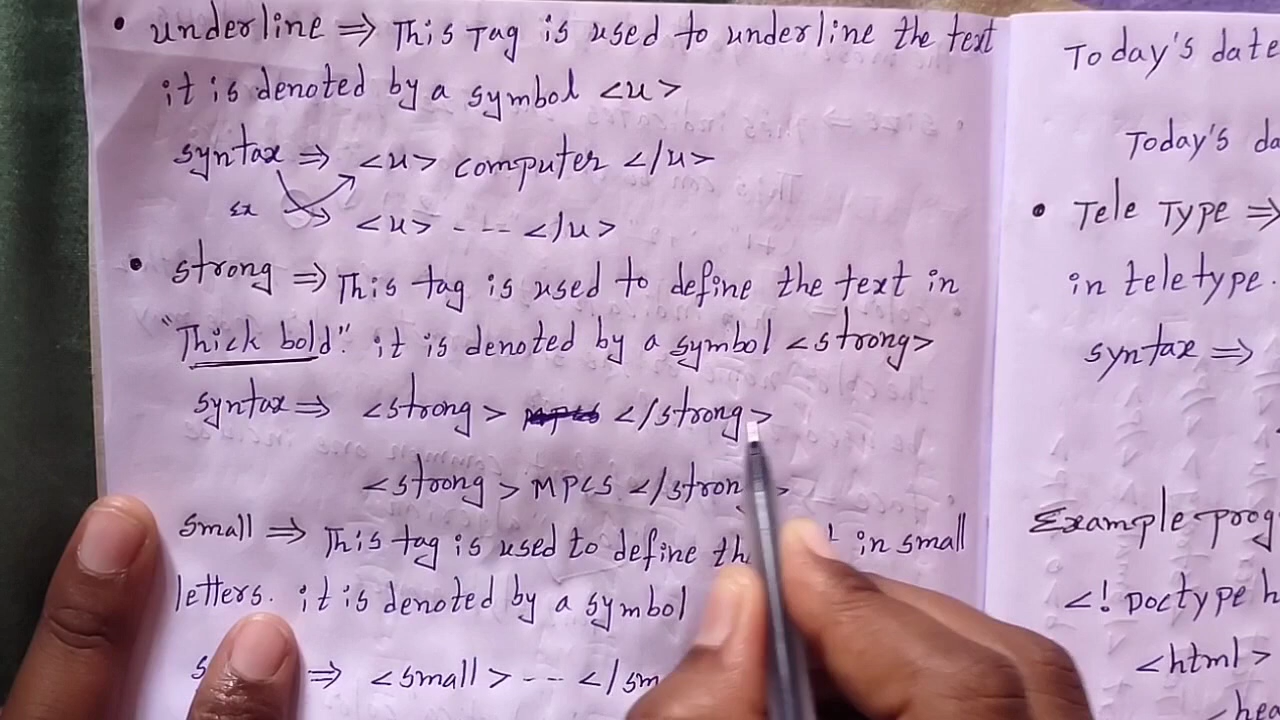 • underline ⇒ This Tag is used to underline the text
it is denoted by a symbol <u>
syntax ⇒ <u> computer </u>
Ex ⇒ <u> --- </u>
• strong ⇒ This tag is used to define the text in
"Thick bold". it is denoted by a symbol <strong>
syntax ⇒ <strong> </strong>
<strong> MPCS </strong>
small ⇒ This tag is used to define in small
letters. it is denoted by a symbol
⇒ <small> -- </sm
Today's date
Today's da
• Tele Type ⇒
in teletype.
syntax ⇒
Example prog
<! Doctype h
<html>
<hea